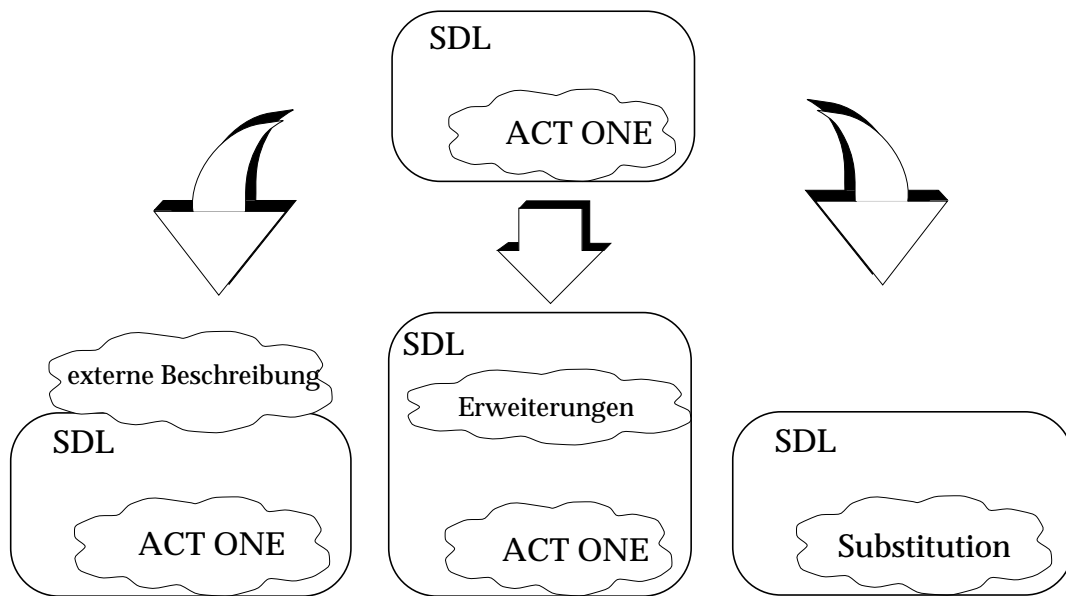 SDL
ACT ONE
externe Beschreibung
SDL
ACT ONE
SDL
Erweiterungen
ACT ONE
SDL
Substitution